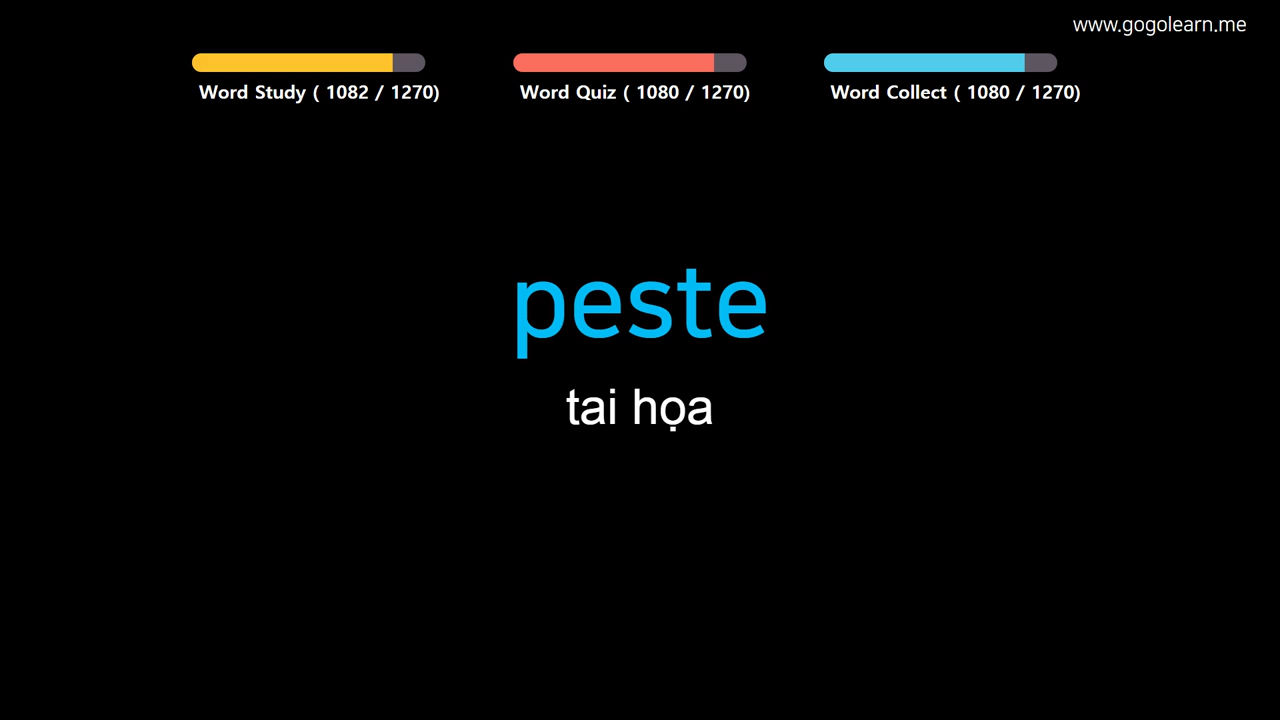 www.gogolearn.me
Word Study ( 1082 / 1270)
Word Quiz ( 1080 / 1270)
Word Collect ( 1080 / 1270)
peste
tai họa